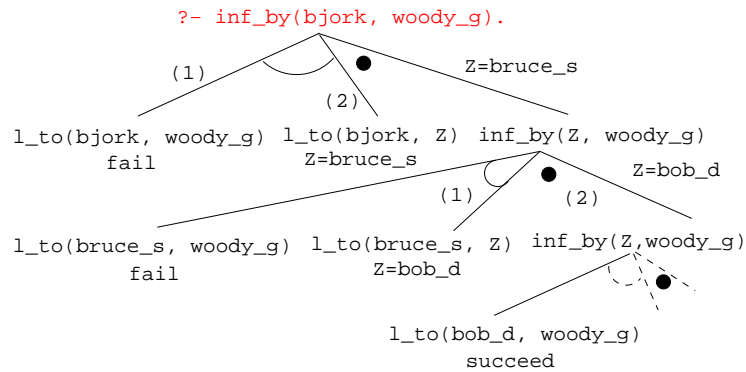 ?- inf_by(bjork, woody_g).
(1)
Z=bruce_s
(2)
l_to(bjork, woody_g) l_to(bjork, Z) inf_by(Z, woody_g)
fail
Z=bruce_s
Z=bob_d
(1)
(2)
l_to(bruce_s, woody_g) l_to(bruce_s, Z) inf_by(Z,woody_g)
fail
Z=bob_d
l_to(bob_d, woody_g)
succeed